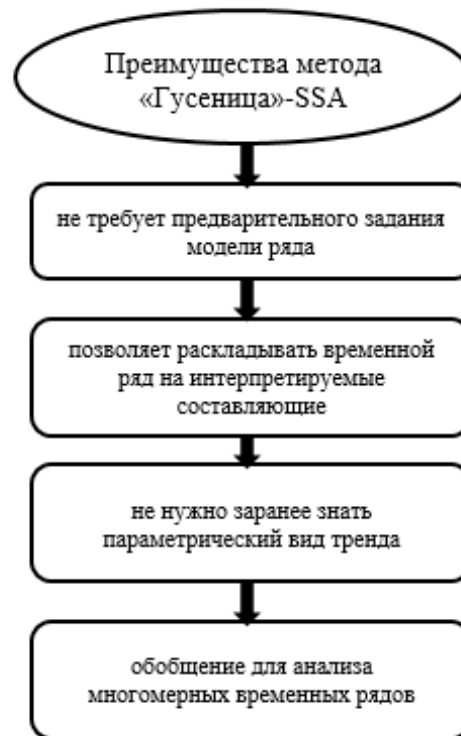 Преимущества метода
«Гусеница»-SSA
не требует предварительного задания
модели ряда
позволяет раскладывать временной
ряд на интерпретируемые
составляющие
не нужно заранее знать
параметрический вид тренда
обобщение для анализа
многомерных временных рядов